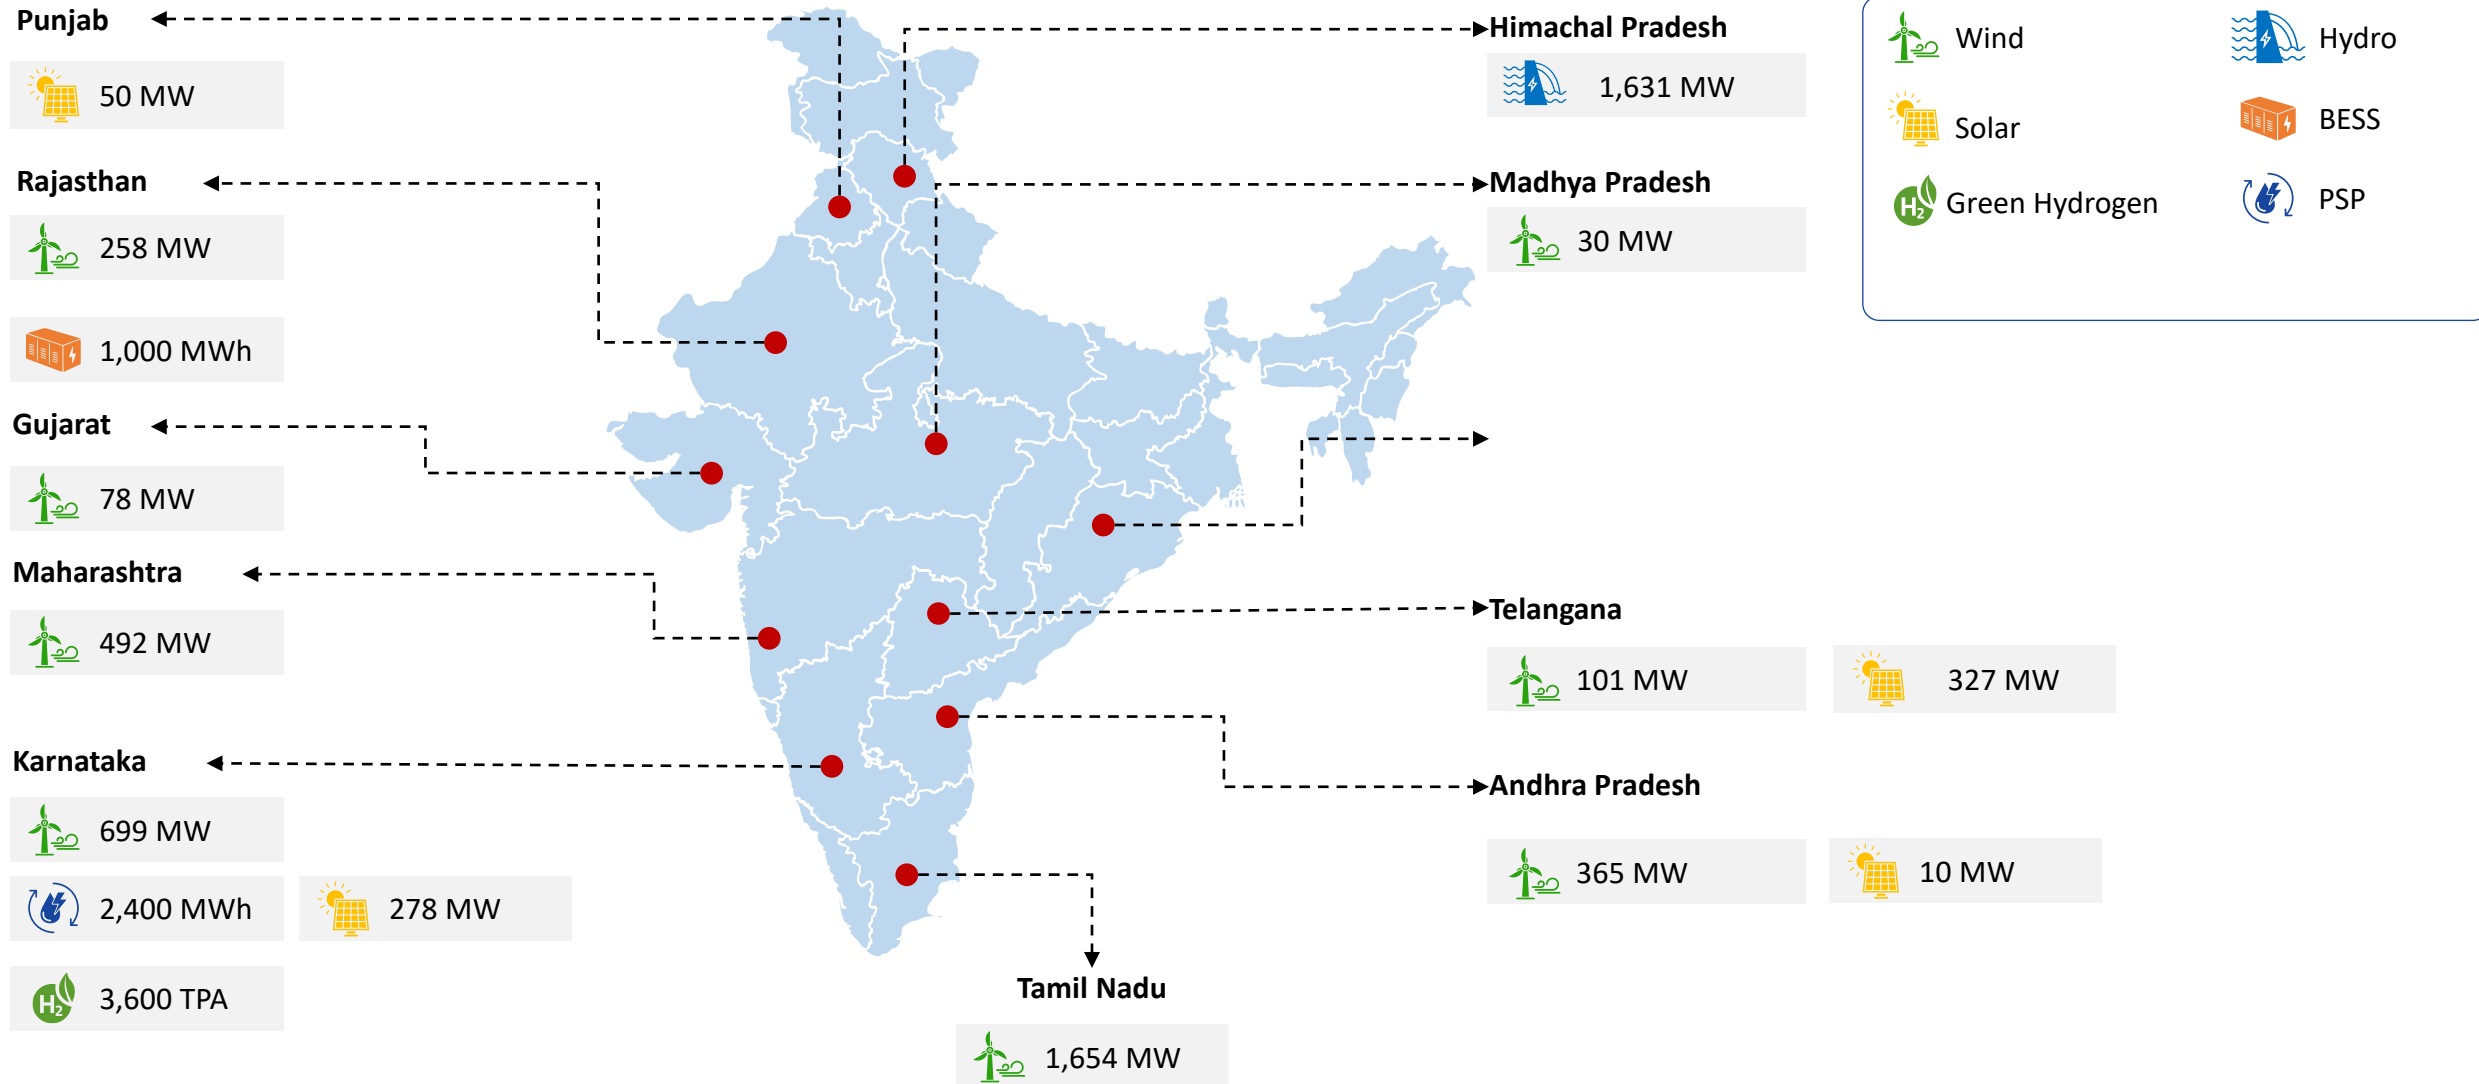 Punjab
50 MW
Rajasthan
258 MW
1,000 MWh
Gujarat
78 MW
Maharashtra
492 MW
Karnataka
699 MW
2,400 MWh
278 MW
H2
3,600 TPA
Tamil Nadu
1,654 MW
Himachal Pradesh
1,631 MW
Madhya Pradesh
30 MW
Telangana
101 MW
327 MW
Andhra Pradesh
365 MW
10 MW
Wind
Hydro
Solar
BESS
H2
Green Hydrogen
PSP